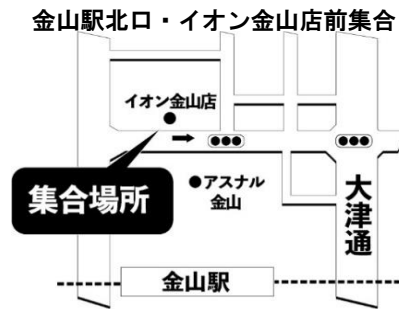 金山駅北口・イオン金山店前集合
イオン金山店
集合場所
●アスナル
金山
大津通
金山駅